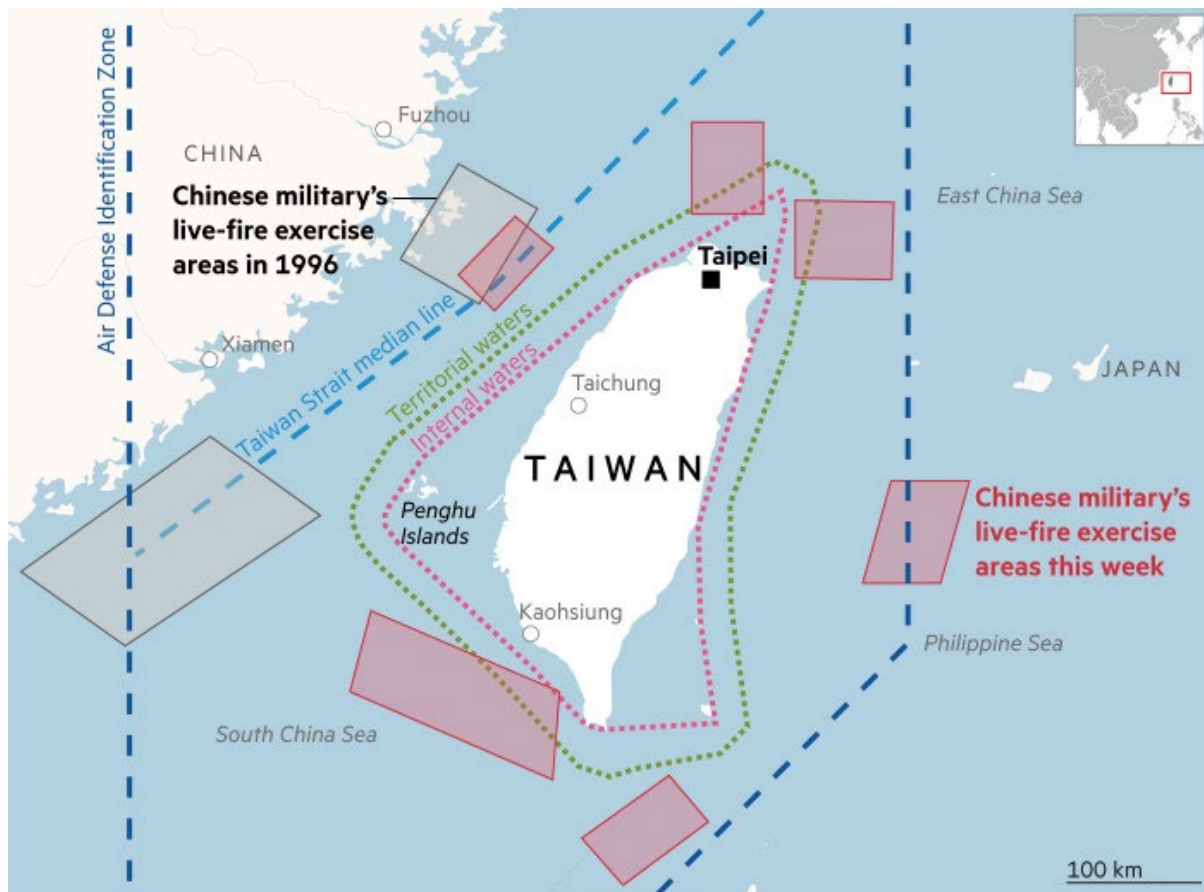 Air Defense Identification Zone
Fuzhou
CHINA
Chinese military's
live-fire exercise
areas in 1996
East China Sea
Taipei
Xiamen
Taiwan Strait median line
Territorial waters
Internal waters
Taichung
JAPAN
TAIWAN
Penghu
Islands
Chinese military's
live-fire exercise
areas this week
Kaohsiung
Philippine Sea
South China Sea
100 km